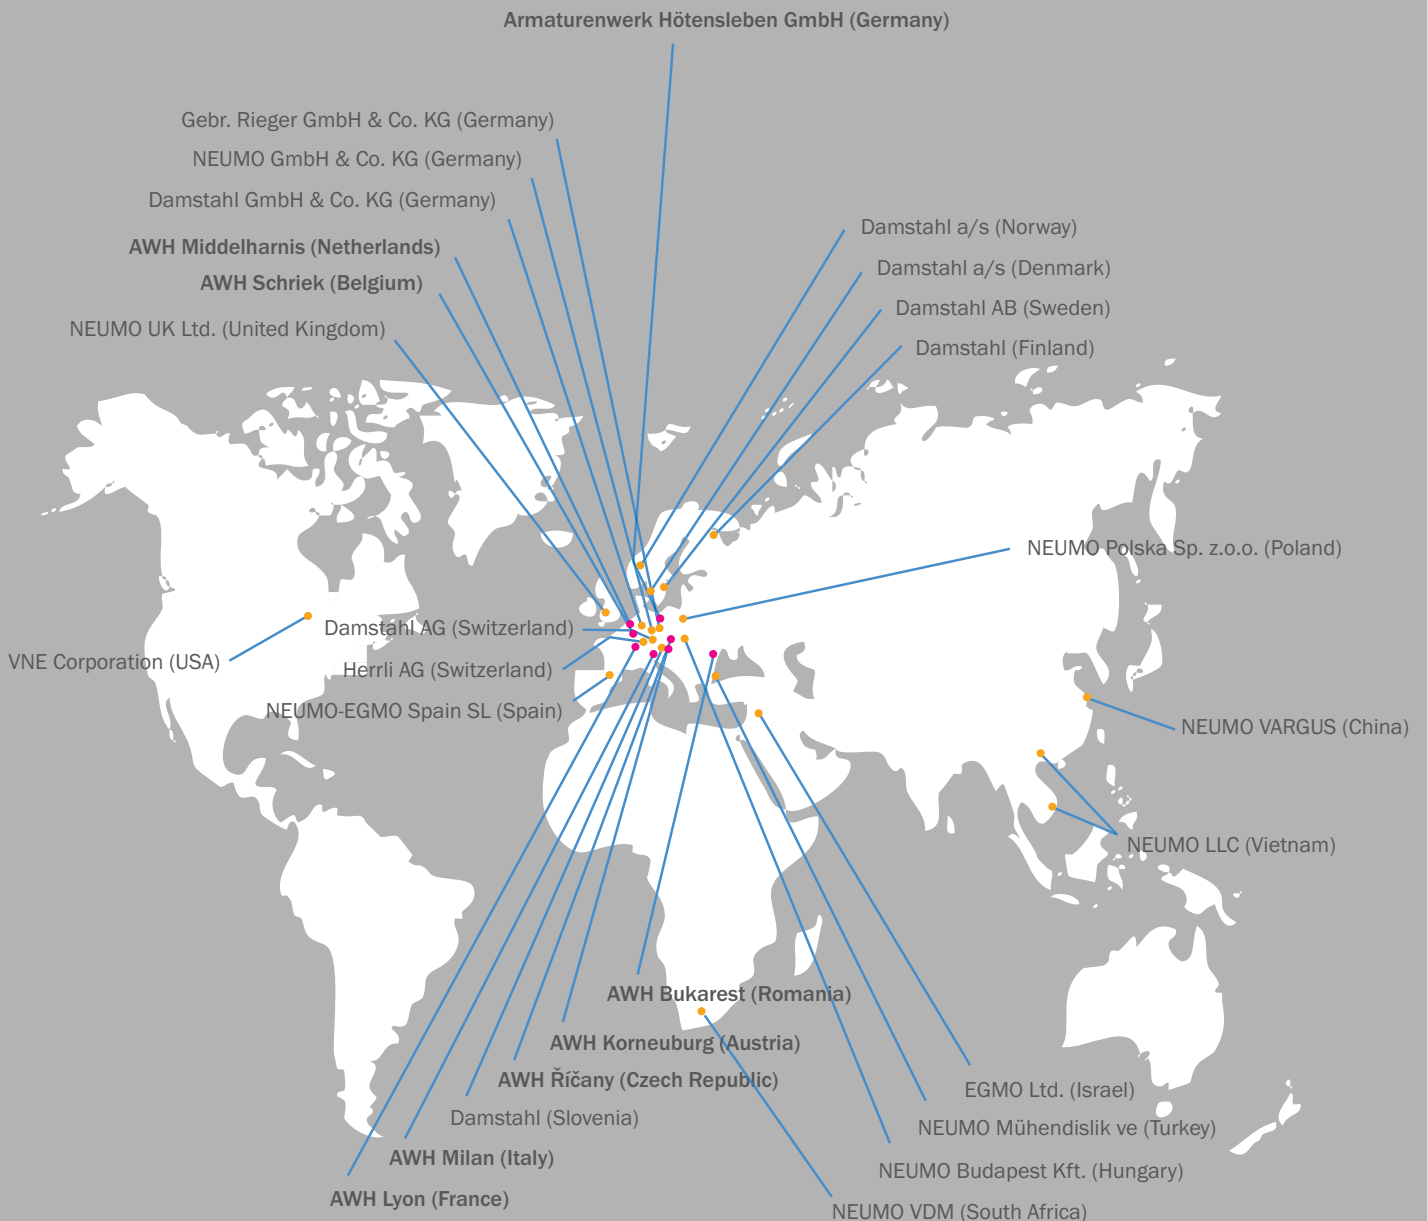 Armaturenwerk Hötensleben GmbH (Germany)
Gebr. Rieger GmbH & Co. KG (Germany)
NEUMO GmbH & Co. KG (Germany)
Damstahl GmbH & Co. KG (Germany)
AWH Middelharnis (Netherlands)
AWH Schriek (Belgium)
NEUMO UK Ltd. (United Kingdom)
Damstahl a/s (Norway)
Damstahl a/s (Denmark)
Damstahl AB (Sweden)
Damstahl (Finland)
NEUMO Polska Sp. z.o.o. (Poland)
Damstahl AG (Switzerland)
VNE Corporation (USA)
Herrli AG (Switzerland)
NEUMO-EGMO Spain SL (Spain)
NEUMO VARGUS (China)
NEUMO LLC (Vietnam)
AWH Bukarest (Romania)
AWH Korneuburg (Austria)
AWH Říčany (Czech Republic)
Damstahl (Slovenia)
AWH Milan (Italy)
AWH Lyon (France)
EGMO Ltd. (Israel)
NEUMO Mühendislik ve (Turkey)
NEUMO Budapest Kft. (Hungary)
NEUMO VDM (South Africa)